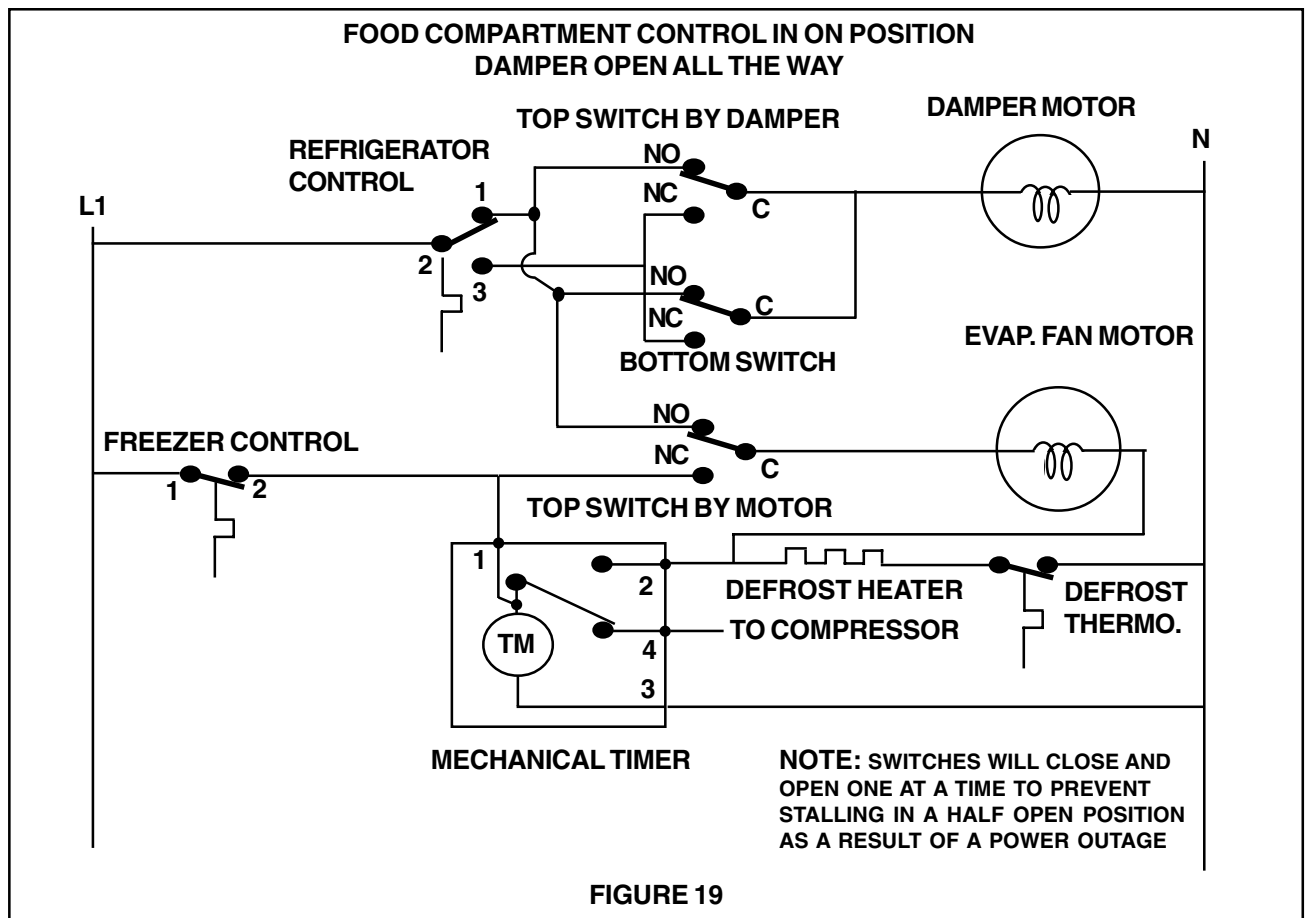 FOOD COMPARTMENT CONTROL IN ON POSITION
DAMPER OPEN ALL THE WAY
TOP SWITCH BY DAMPER
DAMPER MOTOR
N
REFRIGERATOR
CONTROL
NO
1
NC
C
L1
2
3
NO
NC
C
BOTTOM SWITCH
EVAP. FAN MOTOR
FREEZER CONTROL
NO
NC
C
1
2
TOP SWITCH BY MOTOR
1
2
DEFROST HEATER
DEFROST
THERMO.
TM
4
TO COMPRESSOR
3
MECHANICAL TIMER
NOTE: SWITCHES WILL CLOSE AND
OPEN ONE AT A TIME TO PREVENT
STALLING IN A HALF OPEN POSITION
AS A RESULT OF A POWER OUTAGE
FIGURE 19